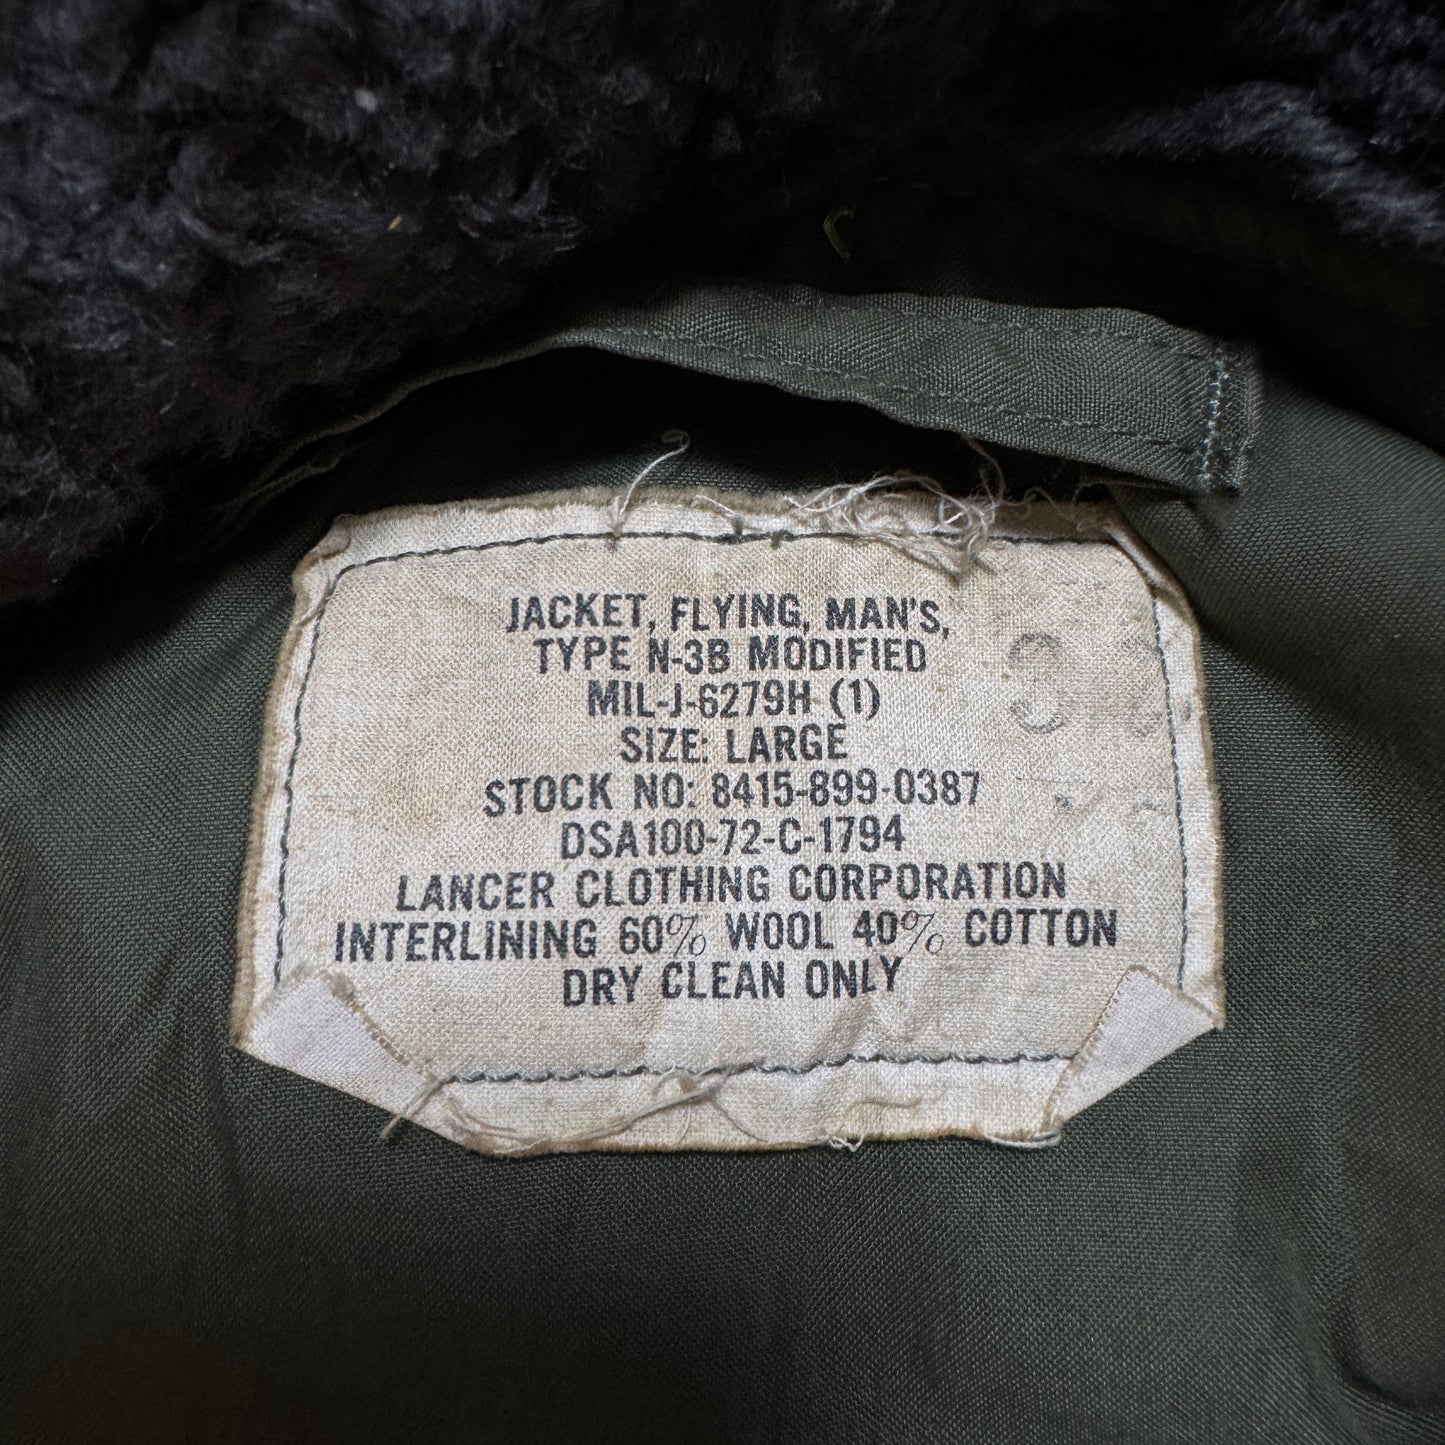 JACKET, FLYING, MAN'S,
TYPE N-3B MODIFIED
MIL-J-6279H (1)
SIZE: LARGE
STOCK NO: 8415-899-0387
DSA100-72-C-1794
LANCER CLOTHING CORPORATION
INTERLINING 60% WOOL 40% COTTON
DRY CLEAN ONLY